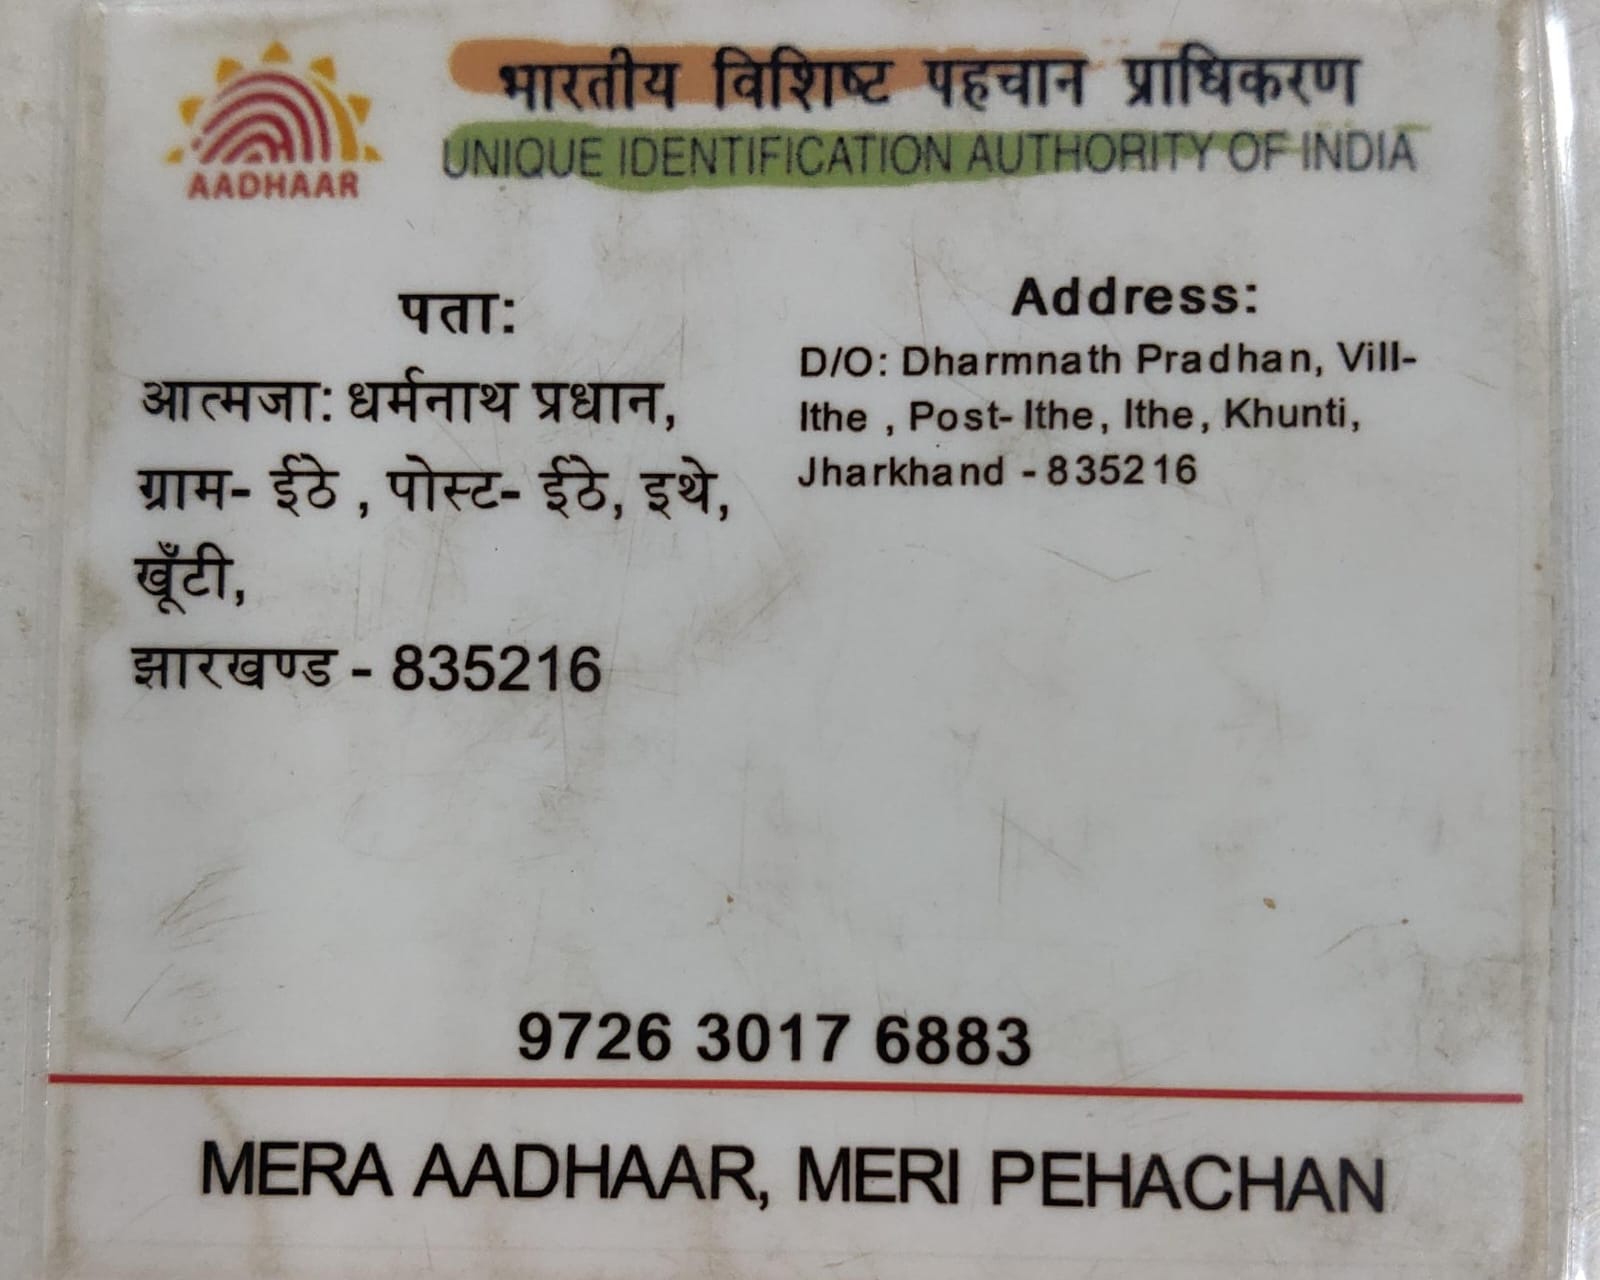 भारतीय विशिष्ट पहचान प्राधिकरण
UNIQUE IDENTIFICATION AUTHORITY OF INDIA
AADHAAR
पता:
आत्मजा: धर्मनाथ प्रधान,
ग्राम- ईठे , पोस्ट- ईठे, इथे,
खूँटी,
झारखण्ड - 835216
Address:
D/O: Dharmnath Pradhan, Vill-
Ithe , Post- Ithe, Ithe, Khunti,
Jharkhand - 835216
9726 3017 6883
MERA AADHAAR, MERI PEHACHAN